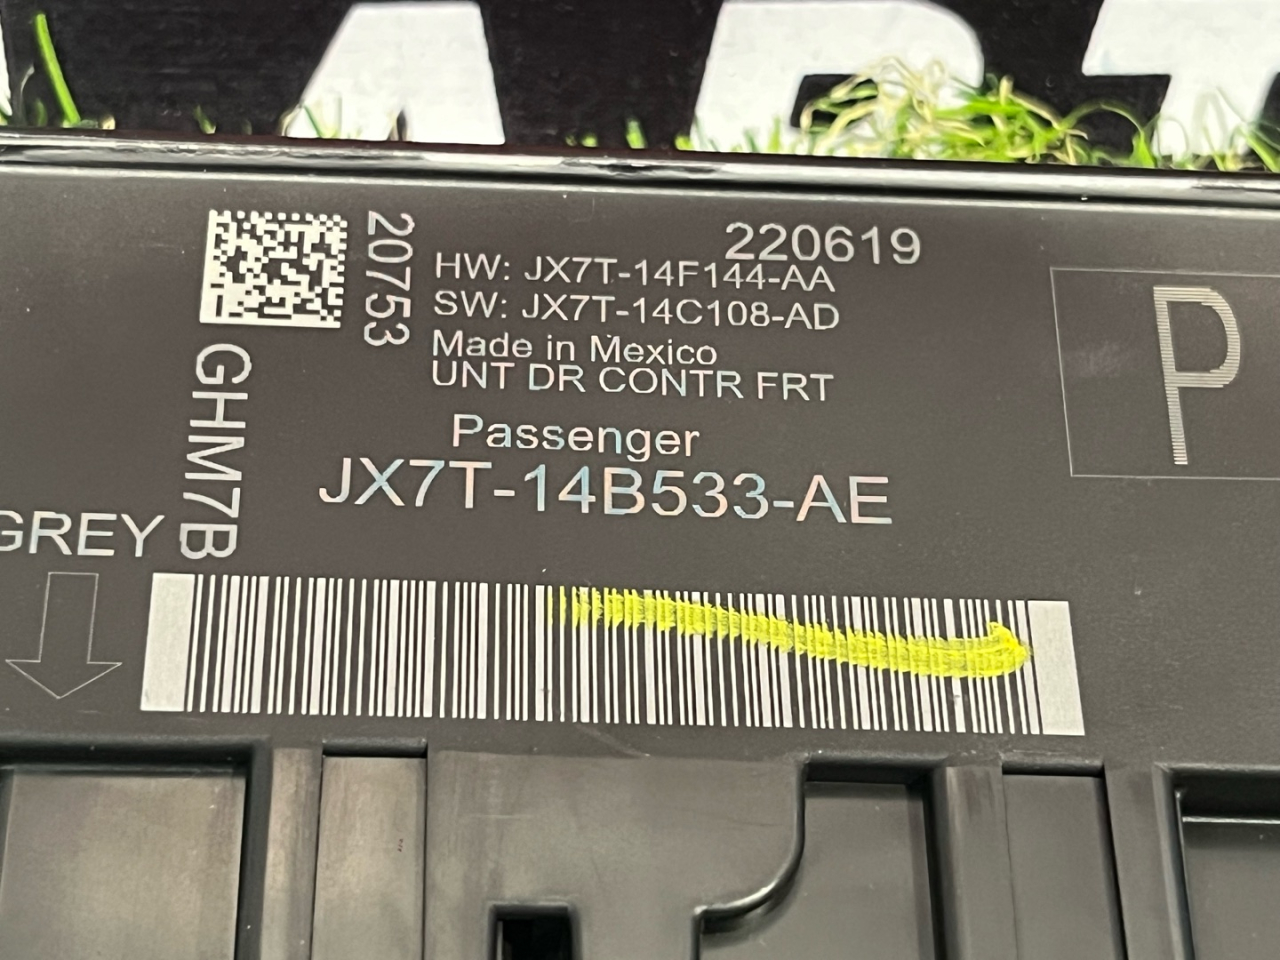 20753
220619
HW: JX7T-14F144-AA
SW: JX7T-14C108-AD
Made in Mexico
UNT DR CONTR FRT
P
Passenger
JX7T-14B533-AE
GHM7B
GREY